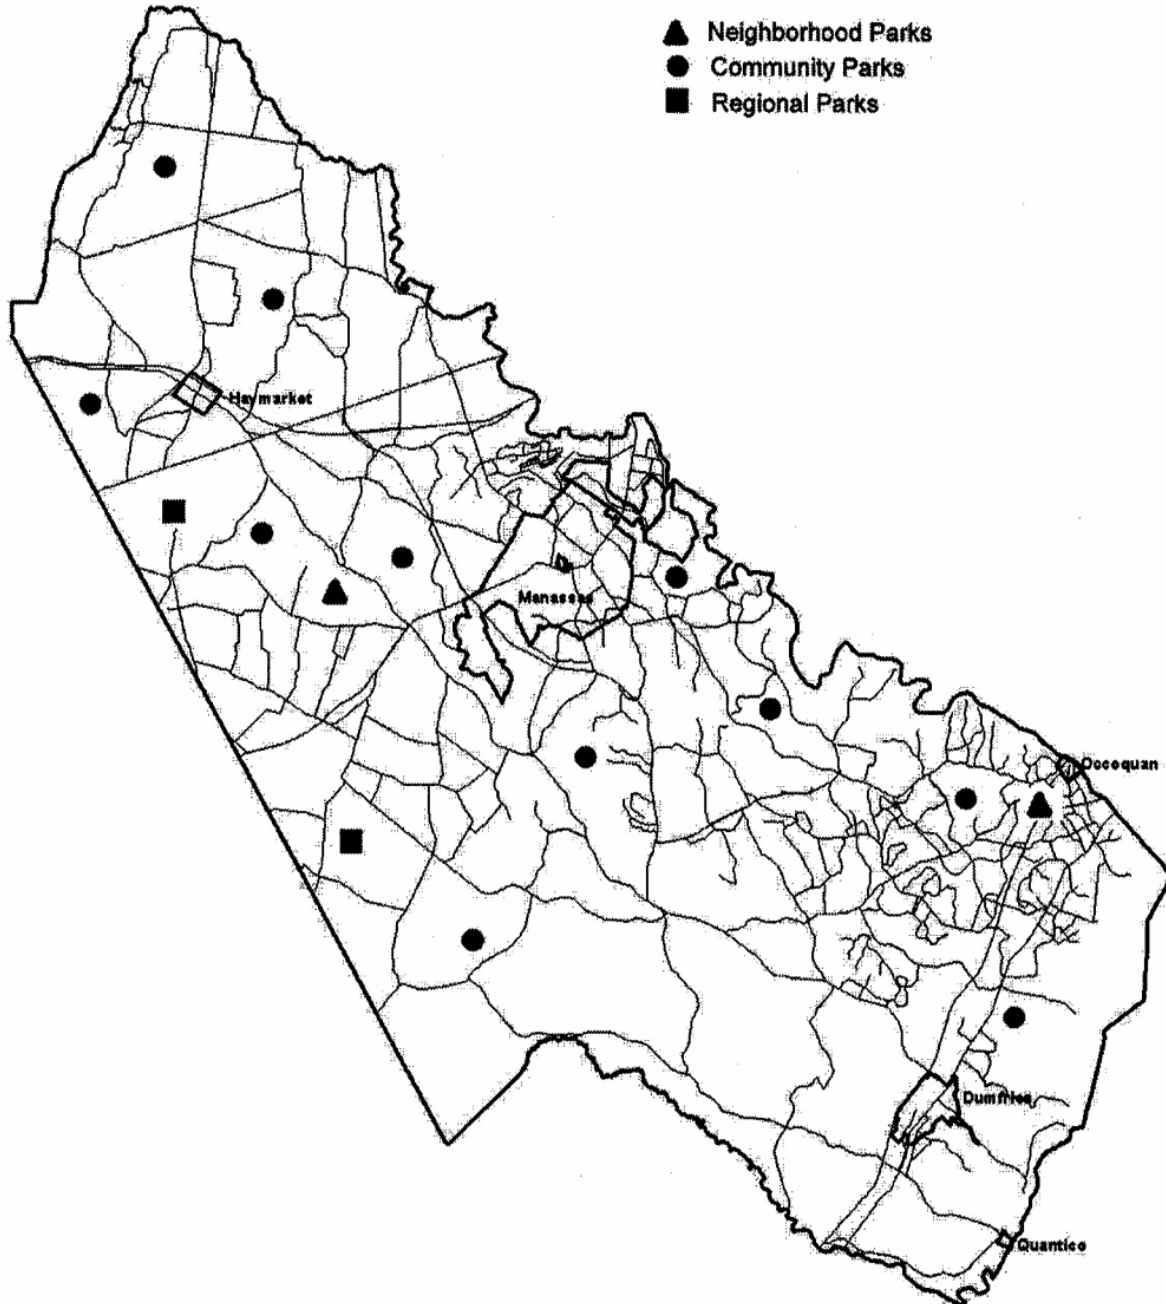 Neighborhood Parks
Community Parks
Regional Parks
Haymarket
Manassas
Occoquan
Dumfries
Quantico